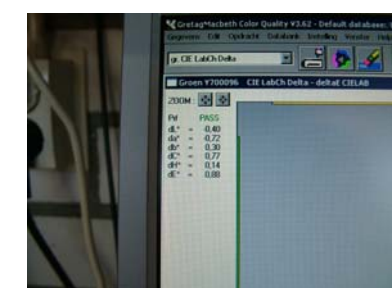 GretagMacbeth Color Quality V3.62 - Default database:
Gegevens Edit Opdracht Databank Instelling Venster Help
gr. CIE LabCh Delta
Groen Y700096 CIE LabCh Delta - deltaE CIELAB
ZOOM:
P/f PASS
dL* = -0,40
da* = -0,72
db* = 0,30
dC* = 0,77
dH* = 0,14
dE* = 0,88